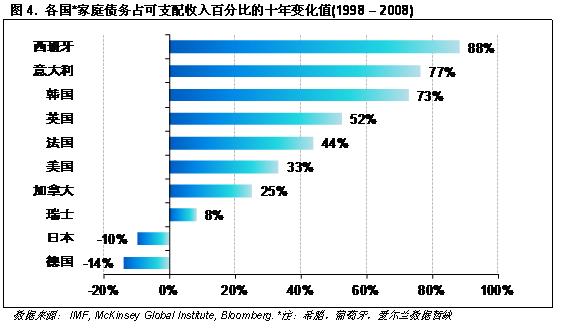 图 4. 各国*家庭债务占可支配收入百分比的十年变化值(1998 – 2008)
西班牙 88%
意大利 77%
韩国 73%
英国 52%
法国 44%
美国 33%
加拿大 25%
瑞士 8%
日本 -10%
德国 -14%
-20% 0% 20% 40% 60% 80% 100%
数据来源: IMF, McKinsey Global Institute, Bloomberg. *注: 希腊, 葡萄牙, 爱尔兰数据暂缺